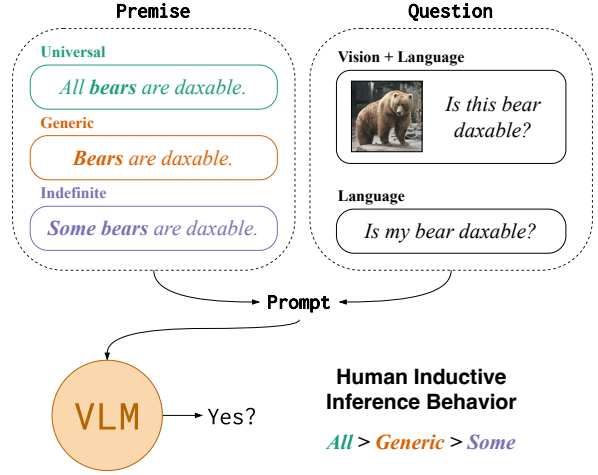 Premise
Universal
All bears are daxable.
Generic
Bears are daxable.
Indefinite
Some bears are daxable.
Question
Vision + Language
Is this bear
daxable?
Language
Is my bear daxable?
Prompt
VLM
Yes?
Human Inductive
Inference Behavior
All > Generic > Some